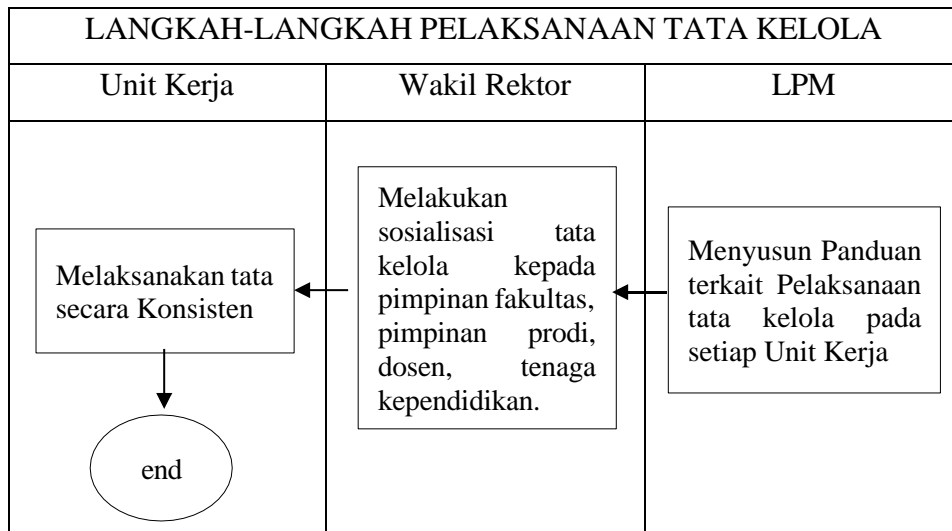 LANGKAH-LANGKAH PELAKSANAAN TATA KELOLA
Unit Kerja
Wakil Rektor
LPM
Melaksanakan tata
secara Konsisten
end
Melakukan
sosialisasi tata
kelola kepada
pimpinan fakultas,
pimpinan prodi,
dosen, tenaga
kependidikan.
Menyusun Panduan
terkait Pelaksanaan
tata kelola pada
setiap Unit Kerja